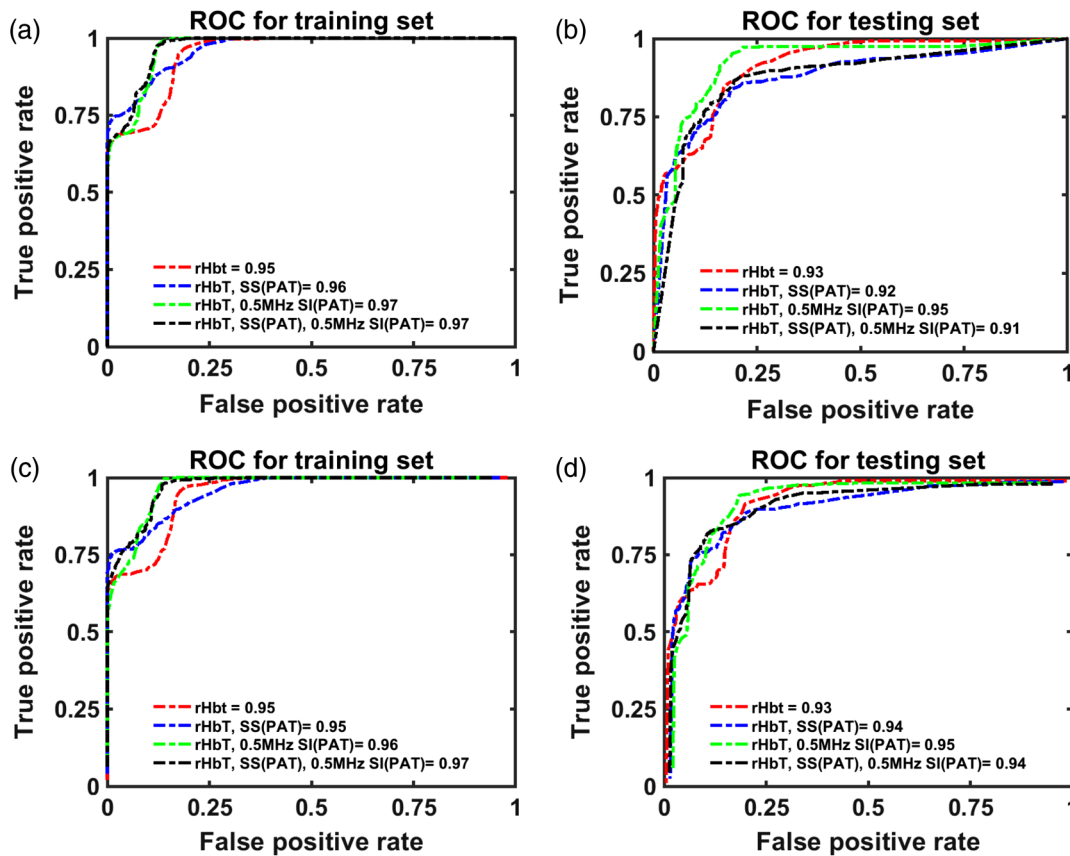 (a)
ROC for training set
True positive rate
1
0.75
0.5
0.25
0
rHbt = 0.95
rHbT, SS(PAT)= 0.96
rHbT, 0.5MHz SI(PAT)= 0.97
rHbT, SS(PAT), 0.5MHz SI(PAT)= 0.97
0 0.25 0.5 0.75 1
False positive rate
(b)
ROC for testing set
True positive rate
1
0.75
0.5
0.25
0
rHbt = 0.93
rHbT, SS(PAT)= 0.92
rHbT, 0.5MHz SI(PAT)= 0.95
rHbT, SS(PAT), 0.5MHz SI(PAT)= 0.91
0 0.25 0.5 0.75 1
False positive rate
(c)
ROC for training set
True positive rate
1
0.75
0.5
0.25
0
rHbt = 0.95
rHbT, SS(PAT)= 0.95
rHbT, 0.5MHz SI(PAT)= 0.96
rHbT, SS(PAT), 0.5MHz SI(PAT)= 0.97
0 0.25 0.5 0.75 1
False positive rate
(d)
ROC for testing set
True positive rate
1
0.75
0.5
0.25
0
rHbt = 0.93
rHbT, SS(PAT)= 0.94
rHbT, 0.5MHz SI(PAT)= 0.95
rHbT, SS(PAT), 0.5MHz SI(PAT)= 0.94
0 0.25 0.5 0.75 1
False positive rate